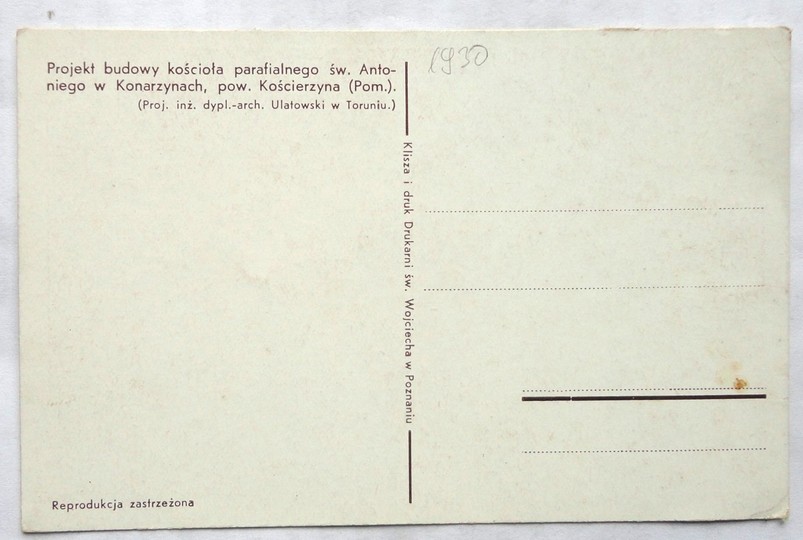 Projekt budowy kościoła parafialnego św. Anto-
niego w Konarzynach, pow. Kościerzyna (Pom.).
(Proj. inż. dypl.-arch. Ulatowski w Toruniu.)
Reprodukcja zastrzeżona
Klisza i druk Drukarni św. Wojciecha w Poznaniu
1930